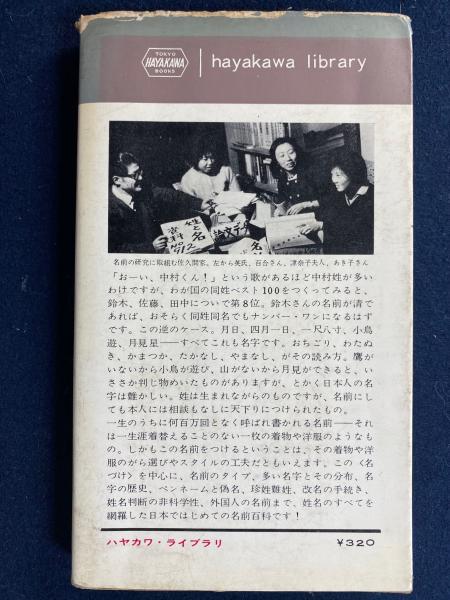 TOKYO
HAYAKAWA
BOOKS
hayakawa library
姓と名
資料No.12
論文デ
名前の研究に取組む佐久間家。左から英氏、百合さん、津奈子夫人、あき子さん
「おーい、中村くん！」という歌があるほど中村姓が多い
わけですが、わが国の同姓ベスト100をつくってみると、
鈴木、佐藤、田中について第8位。鈴木さんの名前が清で
あれば、おそらく同姓同名でもナンバー・ワンになるはず
です。この逆のケース。月日、四月一日、一尺八寸、小鳥
遊、月見星──すべてこれも名字です。おちごり、わたぬ
き、かまつか、たかなし、やまなし、がその読み方。鷹が
いないから小鳥が遊び、山がないから月見ができると、い
ささか判じ物めいたものがありますが、とかく日本人の名
字は難かしい。姓は生まれながらのものですが、名前にし
ても本人には相談もなしに天下りにつけられたもの。
一生のうちに何百万回となく呼ばれ書かれる名前──それ
は一生涯着替えることのない一枚の着物や洋服のようなも
の。しかもこの名前をつけるということは、その着物や洋
服のがら選びやスタイルの工夫だともいえます。この〈名
づけ〉を中心に、名前のタイプ、多い名字とその分布、名
字の歴史、ペンネームと偽名、珍姓難姓、改名の手続き、
姓名判断の非科学性、外国人の名前まで、姓名のすべてを
網羅した日本ではじめての名前百科です！
ハヤカワ・ライブラリ
¥320